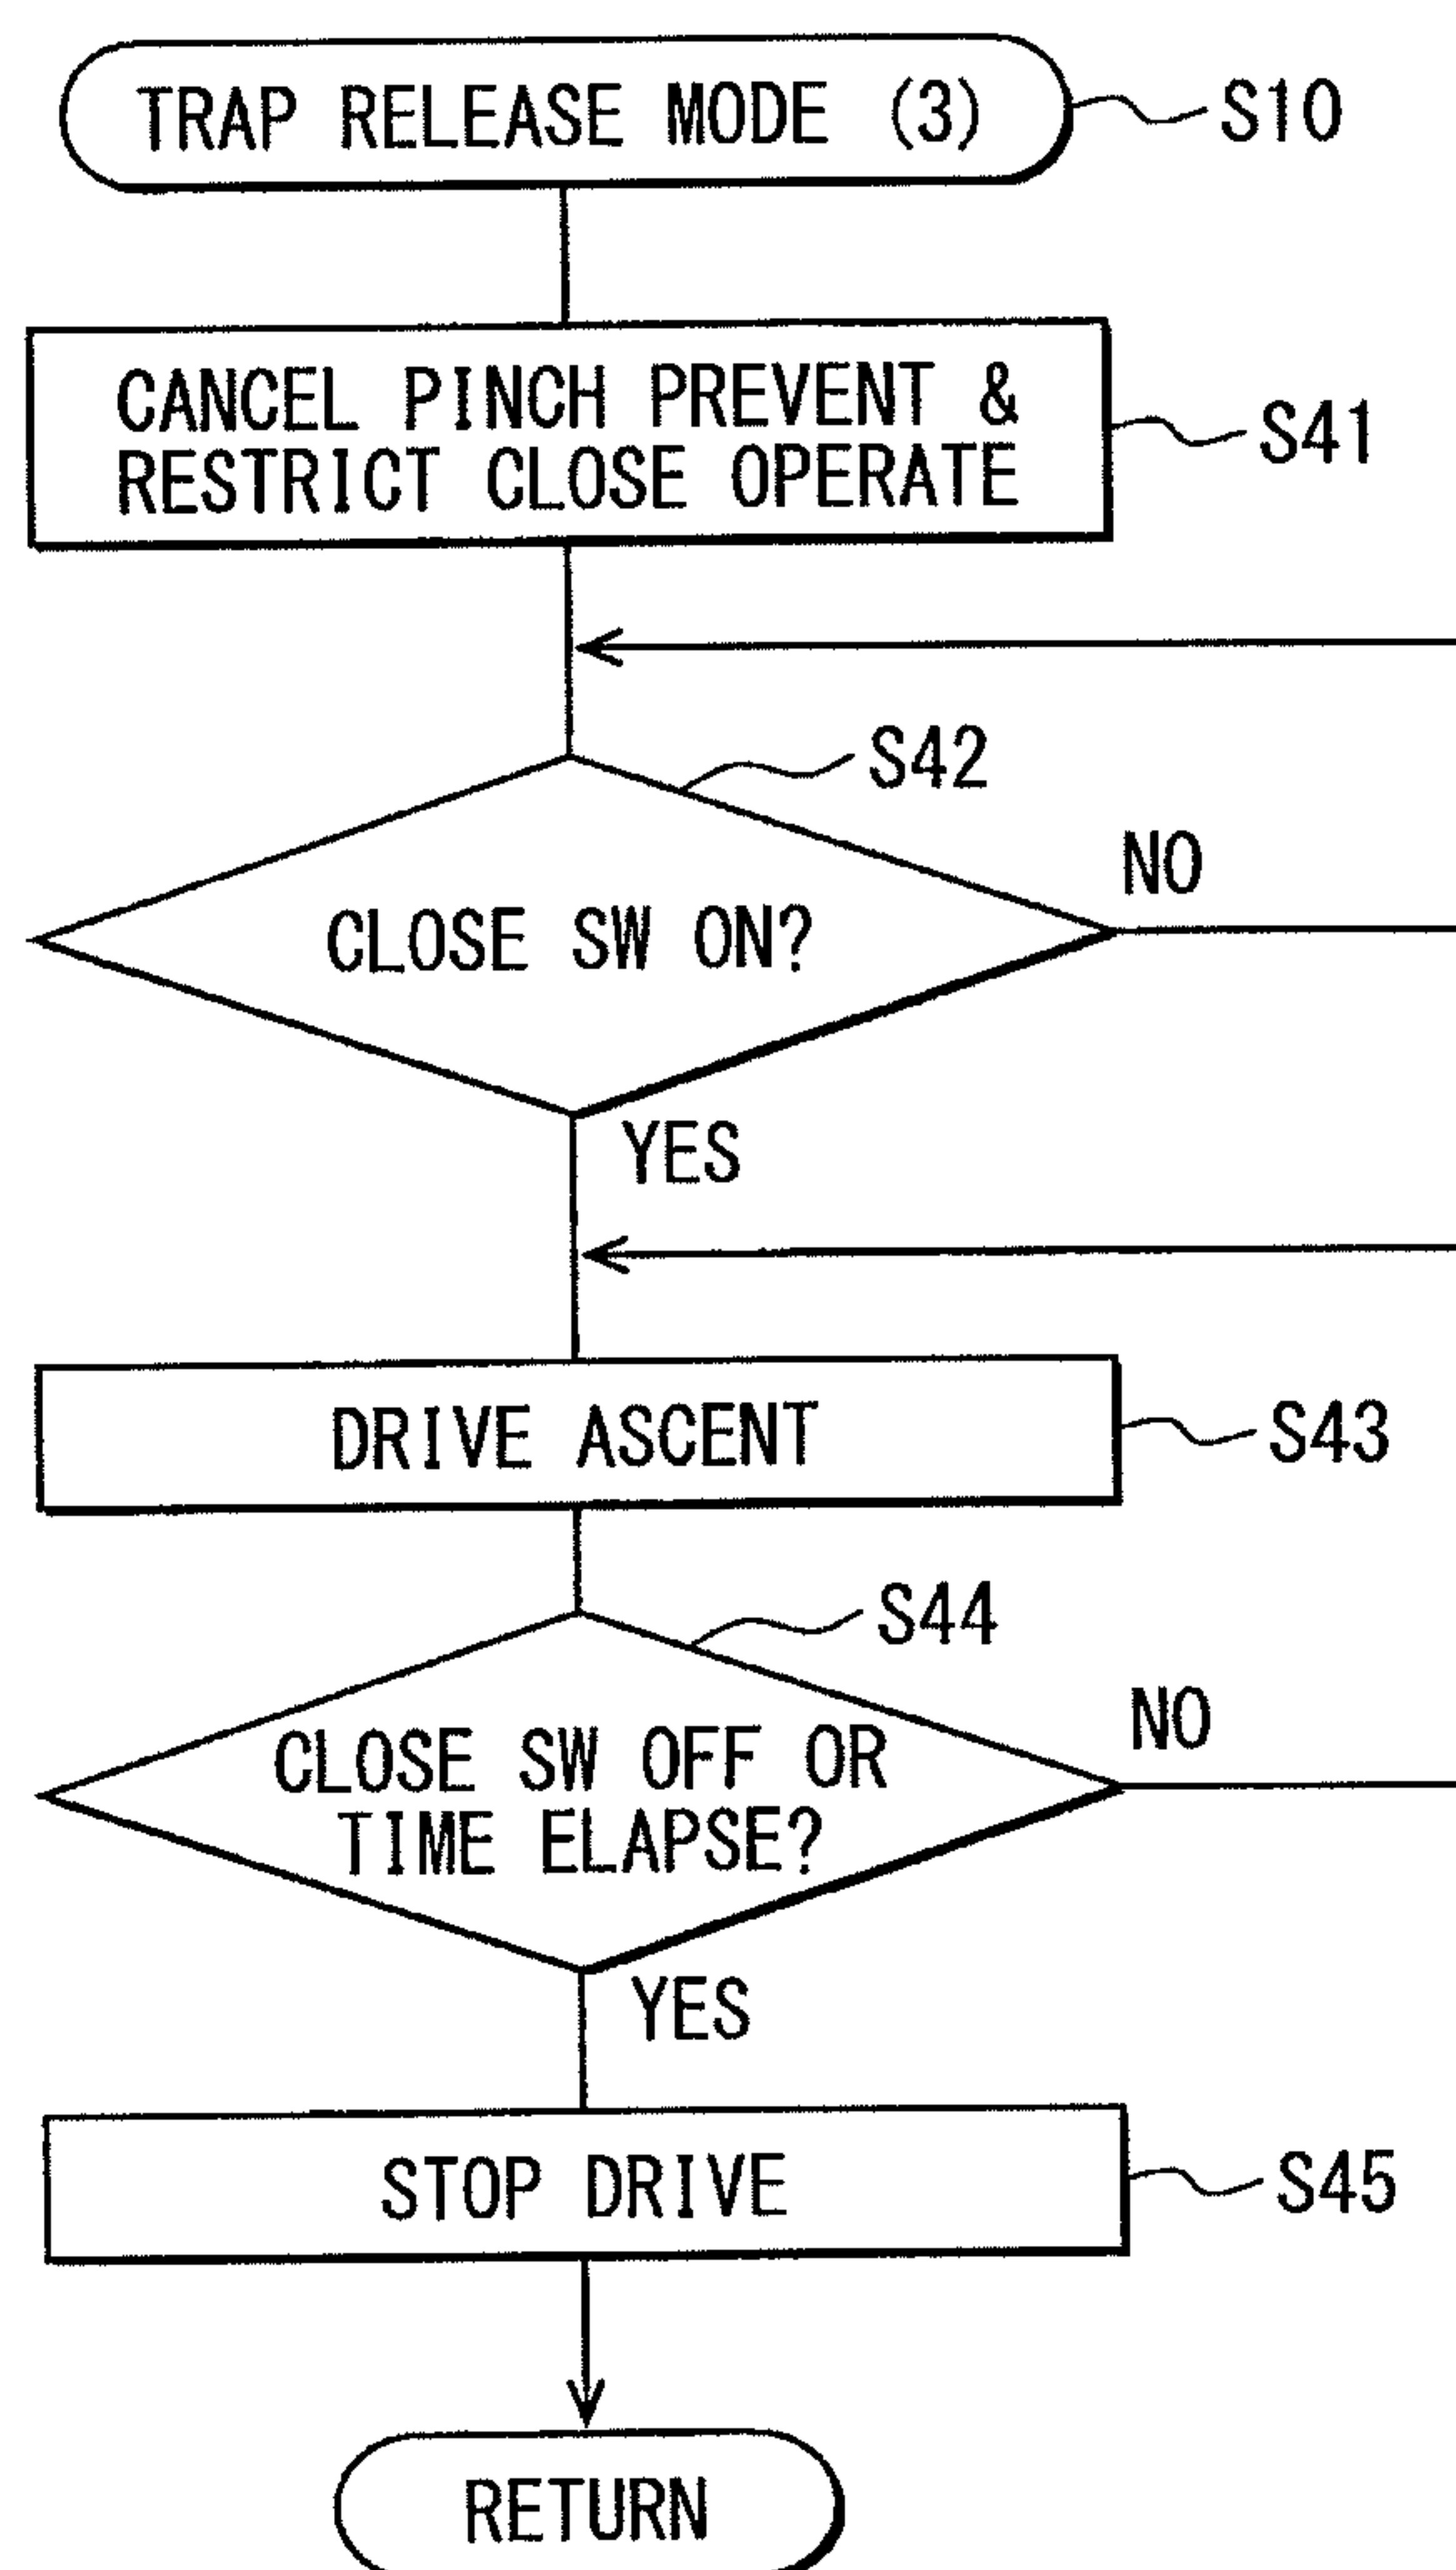 TRAP RELEASE MODE (3)
S10
CANCEL PINCH PREVENT &
RESTRICT CLOSE OPERATE
S41
S42
CLOSE SW ON?
NO
YES
DRIVE ASCENT
S43
S44
CLOSE SW OFF OR
TIME ELAPSE?
NO
YES
STOP DRIVE
S45
RETURN